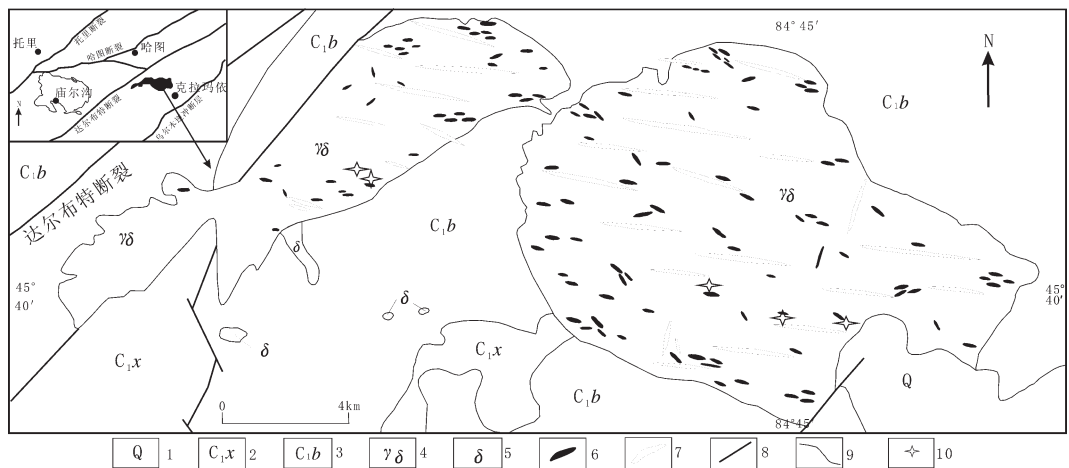 托里
托里断裂
哈图断裂
哈图
庙尔沟
克拉玛依
达尔布特断裂
N
84° 45′
N
C₁b
C₁b
C₁b
达尔布特断裂
γδ
γδ
γδ
C₁b
δ
45°
40′
45°
40′
δ
δ
C₁x
C₁x
C₁b
Q
0 4km
84°45′
Q 1 C₁x 2 C₁b 3 γδ 4 δ 5 6 7 8 9 10